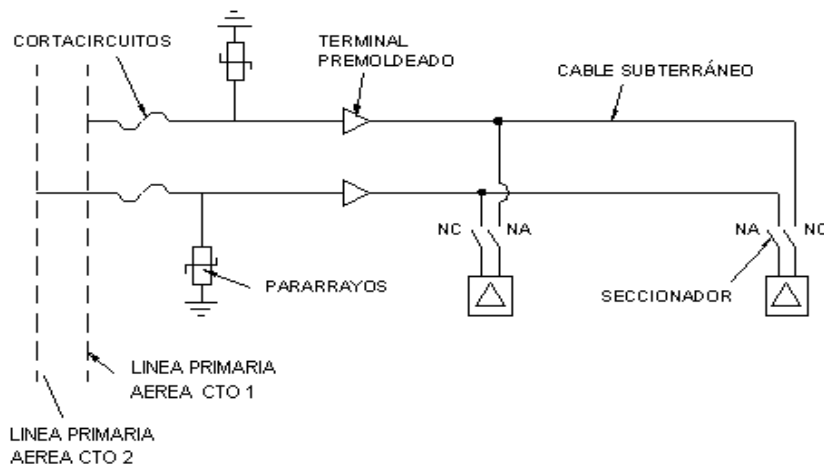 CORTACIRCUITOS
TERMINAL
PREMOLDEADO
CABLE SUBTERRÁNEO
NC
NA
NA
NC
SECCIONADOR
PARARRAYOS
LINEA PRIMARIA
AEREA CTO 1
LINEA PRIMARIA
AEREA CTO 2